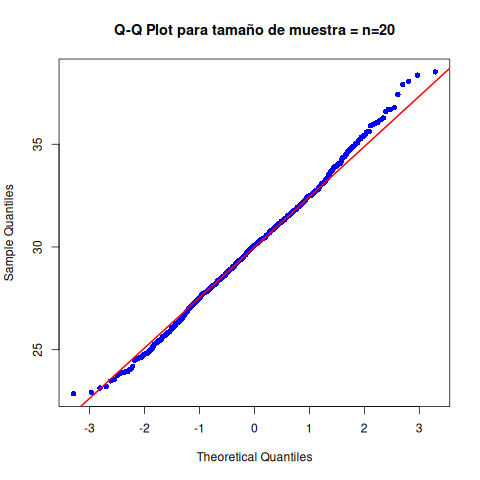 Q-Q Plot para tamaño de muestra = n=20
Sample Quantiles
35
30
25
-3 -2 -1 0 1 2 3
Theoretical Quantiles